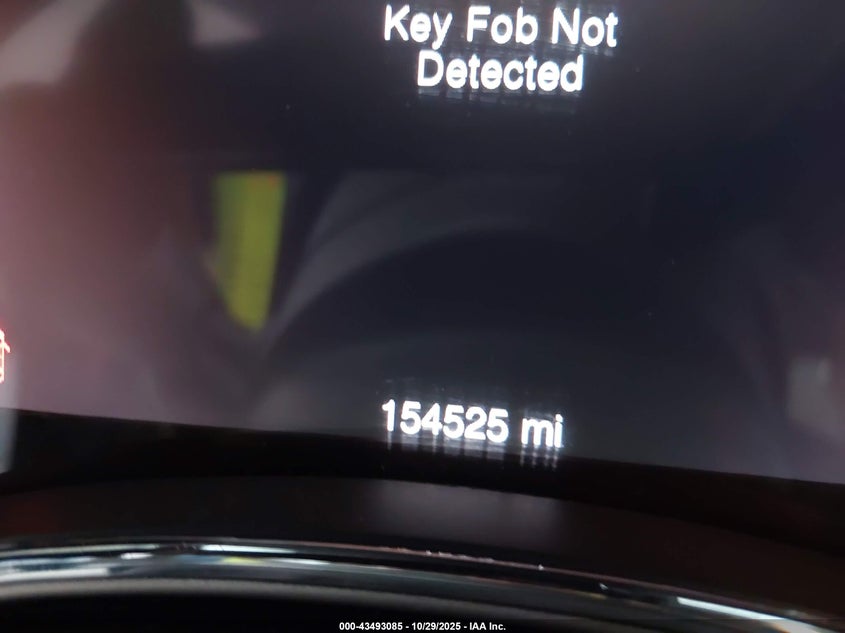 Key Fob Not
Detected
154525 mi
000-43493085 - 10/29/2025 - IAA Inc.